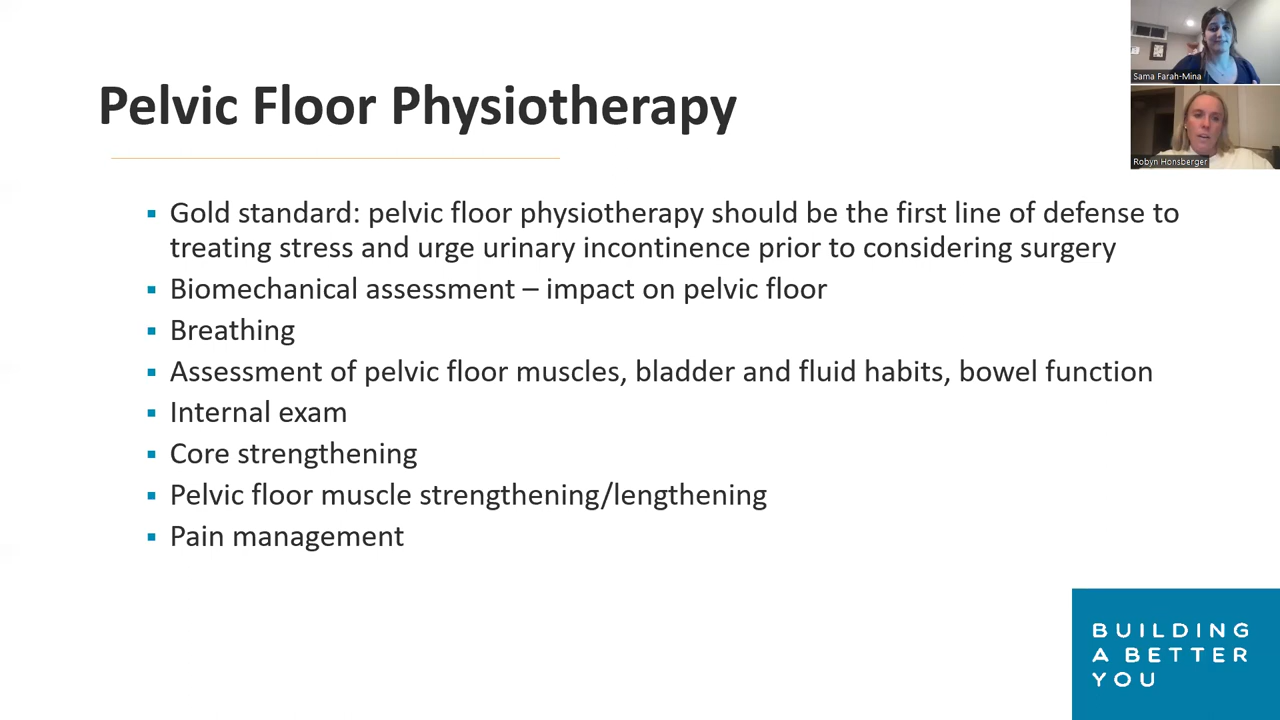 Pelvic Floor Physiotherapy
Sama Farah-Mina
Robyn Honsberger
▪ Gold standard: pelvic floor physiotherapy should be the first line of defense to
treating stress and urge urinary incontinence prior to considering surgery
▪ Biomechanical assessment – impact on pelvic floor
▪ Breathing
▪ Assessment of pelvic floor muscles, bladder and fluid habits, bowel function
▪ Internal exam
▪ Core strengthening
▪ Pelvic floor muscle strengthening/lengthening
▪ Pain management
BUILDING
A BETTER
YOU